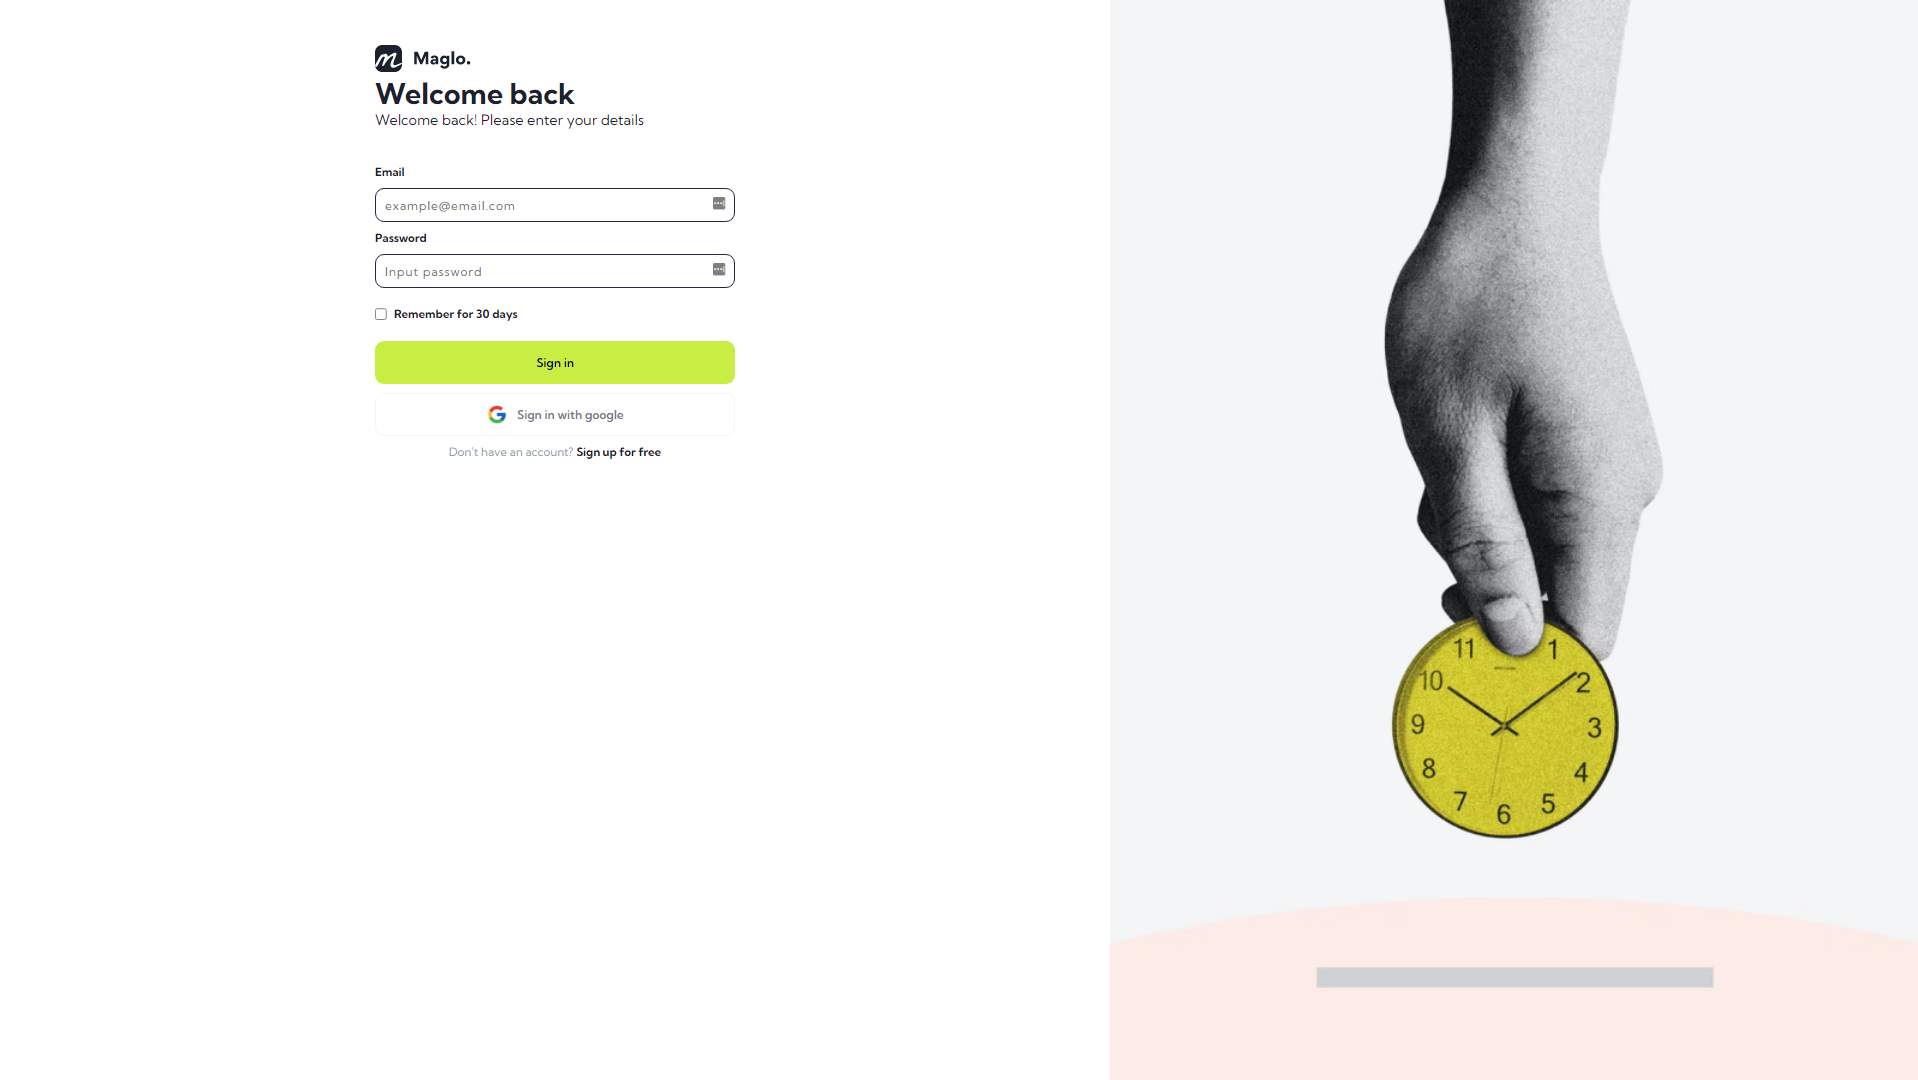 Maglo.
Welcome back
Welcome back! Please enter your details
Email
example@email.com
Password
Input password
Remember for 30 days
Sign in
Sign in with google
Don't have an account? Sign up for free
11
1
10
2
9
3
8
4
7
5
6